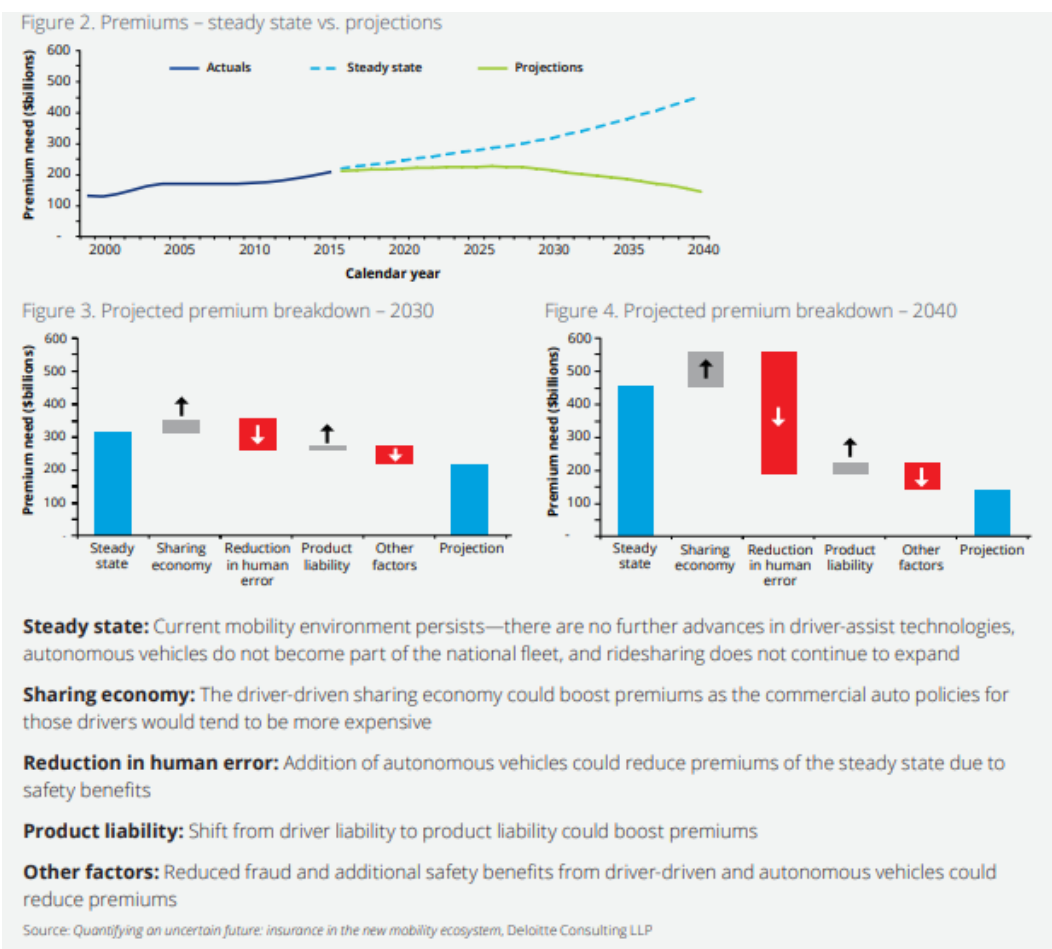 Figure 2. Premiums – steady state vs. projections
Premium need ($billions)
600
500
400
300
200
100
-
Actuals
Steady state
Projections
2000 2005 2010 2015 2020 2025 2030 2035 2040
Calendar year
Figure 3. Projected premium breakdown – 2030
Premium need ($billions)
600
500
400
300
200
100
-
Steady state
Sharing economy
Reduction in human error
Product liability
Other factors
Projection
Figure 4. Projected premium breakdown – 2040
Premium need ($billions)
600
500
400
300
200
100
-
Steady state
Sharing economy
Reduction in human error
Product liability
Other factors
Projection
Steady state: Current mobility environment persists—there are no further advances in driver-assist technologies,
autonomous vehicles do not become part of the national fleet, and ridesharing does not continue to expand
Sharing economy: The driver-driven sharing economy could boost premiums as the commercial auto policies for
those drivers would tend to be more expensive
Reduction in human error: Addition of autonomous vehicles could reduce premiums of the steady state due to
safety benefits
Product liability: Shift from driver liability to product liability could boost premiums
Other factors: Reduced fraud and additional safety benefits from driver-driven and autonomous vehicles could
reduce premiums
Source: Quantifying an uncertain future: insurance in the new mobility ecosystem, Deloitte Consulting LLP